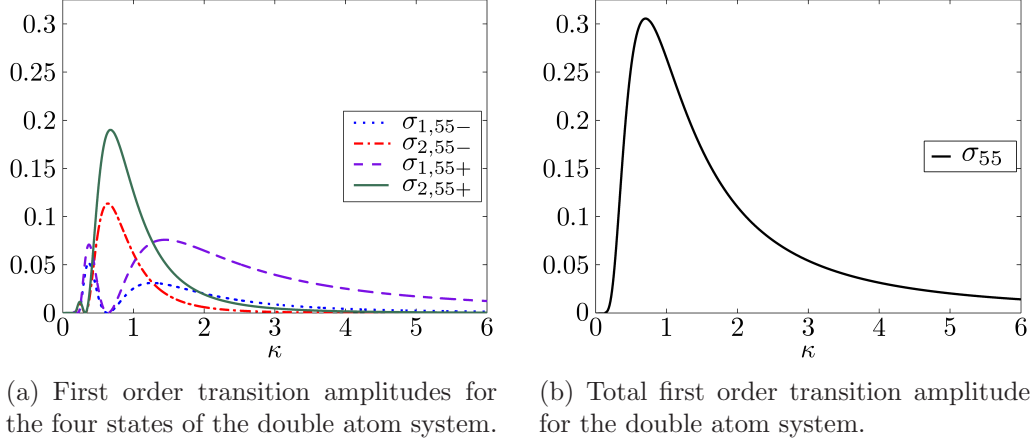 0.3
0.25
0.2
0.15
0.1
0.05
0
0 1 2 3 4 5 6
κ
σ1,55−
σ2,55−
σ1,55+
σ2,55+
(a) First order transition amplitudes for
the four states of the double atom system.
0.3
0.25
0.2
0.15
0.1
0.05
0
0 1 2 3 4 5 6
κ
σ55
(b) Total first order transition amplitude
for the double atom system.